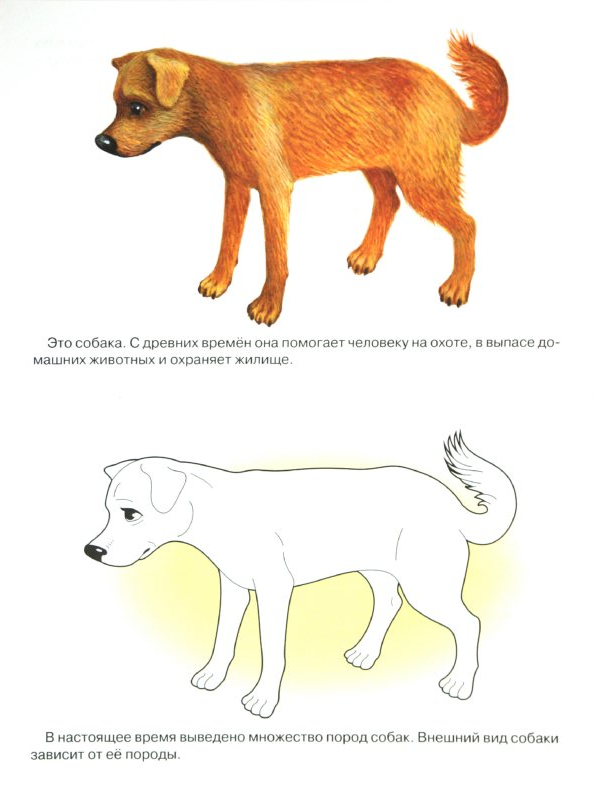 Это собака. С древних времён она помогает человеку на охоте, в выпасе до-
машних животных и охраняет жилище.
В настоящее время выведено множество пород собак. Внешний вид собаки
зависит от её породы.